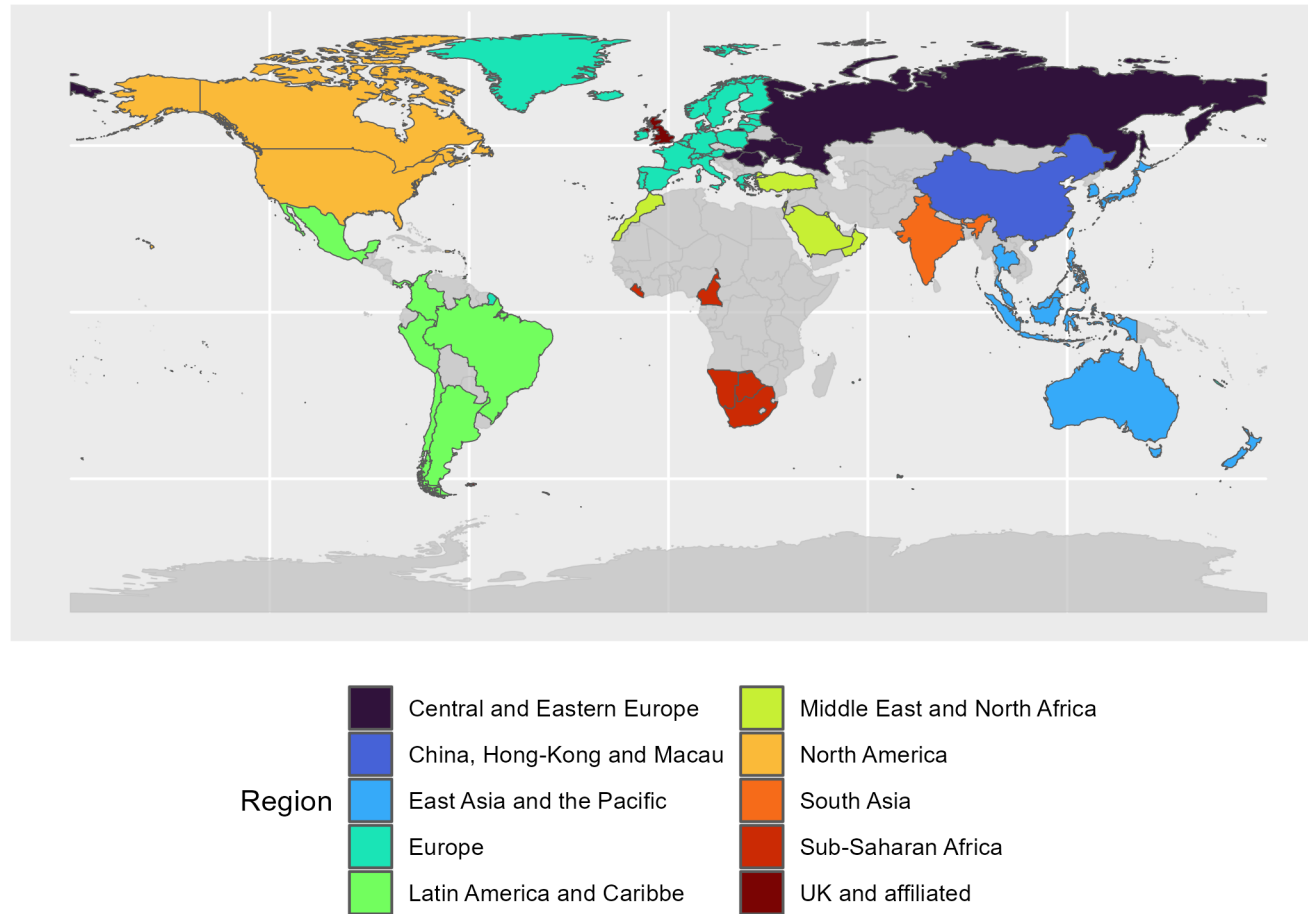 Region
Central and Eastern Europe
China, Hong-Kong and Macau
East Asia and the Pacific
Europe
Latin America and Caribbe
Middle East and North Africa
North America
South Asia
Sub-Saharan Africa
UK and affiliated